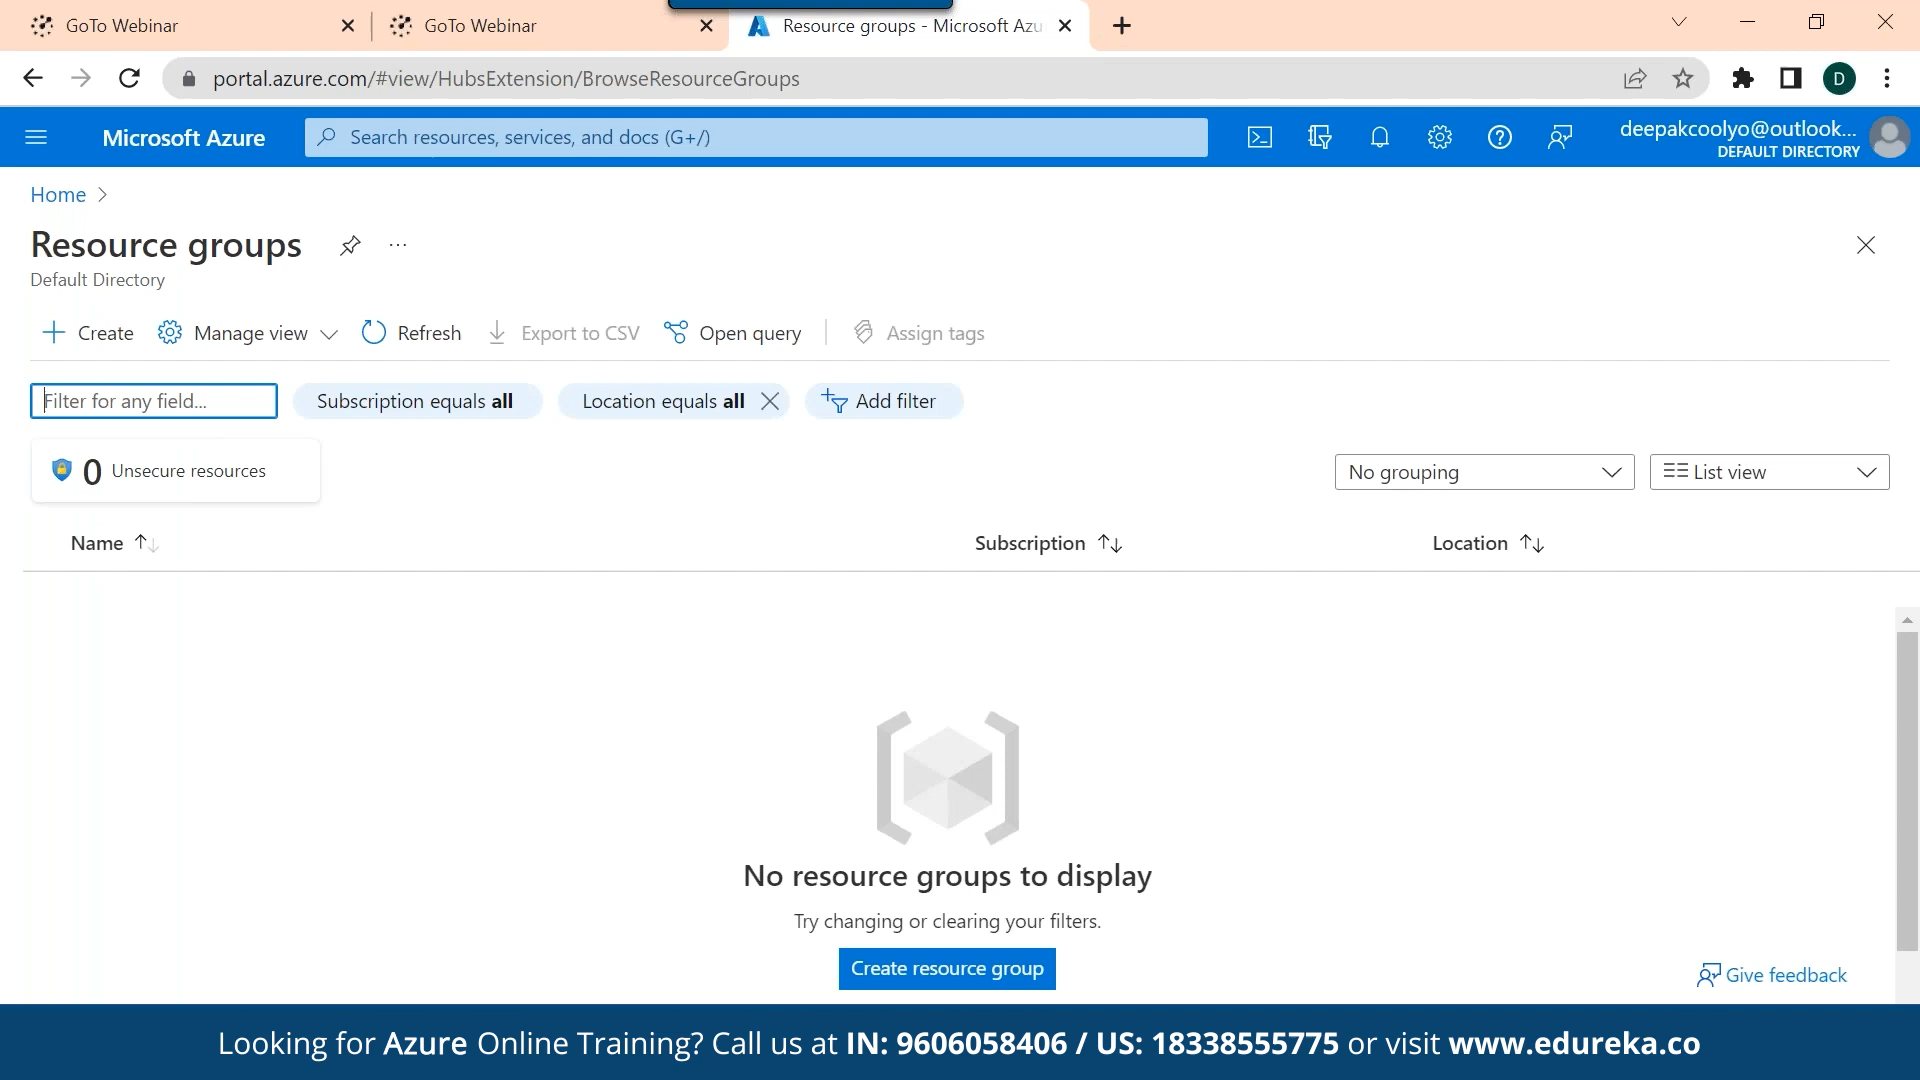 GoTo Webinar
GoTo Webinar
Resource groups - Microsoft Azu
portal.azure.com/#view/HubsExtension/BrowseResourceGroups
D
Microsoft Azure
Search resources, services, and docs (G+/)
deepakcoolyo@outlook...
DEFAULT DIRECTORY
Home
Resource groups
Default Directory
Create
Manage view
Refresh
Export to CSV
Open query
Assign tags
Filter for any field...
Subscription equals all
Location equals all
Add filter
0 Unsecure resources
No grouping
List view
Name
Subscription
Location
No resource groups to display
Try changing or clearing your filters.
Create resource group
Give feedback
Looking for Azure Online Training? Call us at IN: 9606058406 / US: 18338555775 or visit www.edureka.co